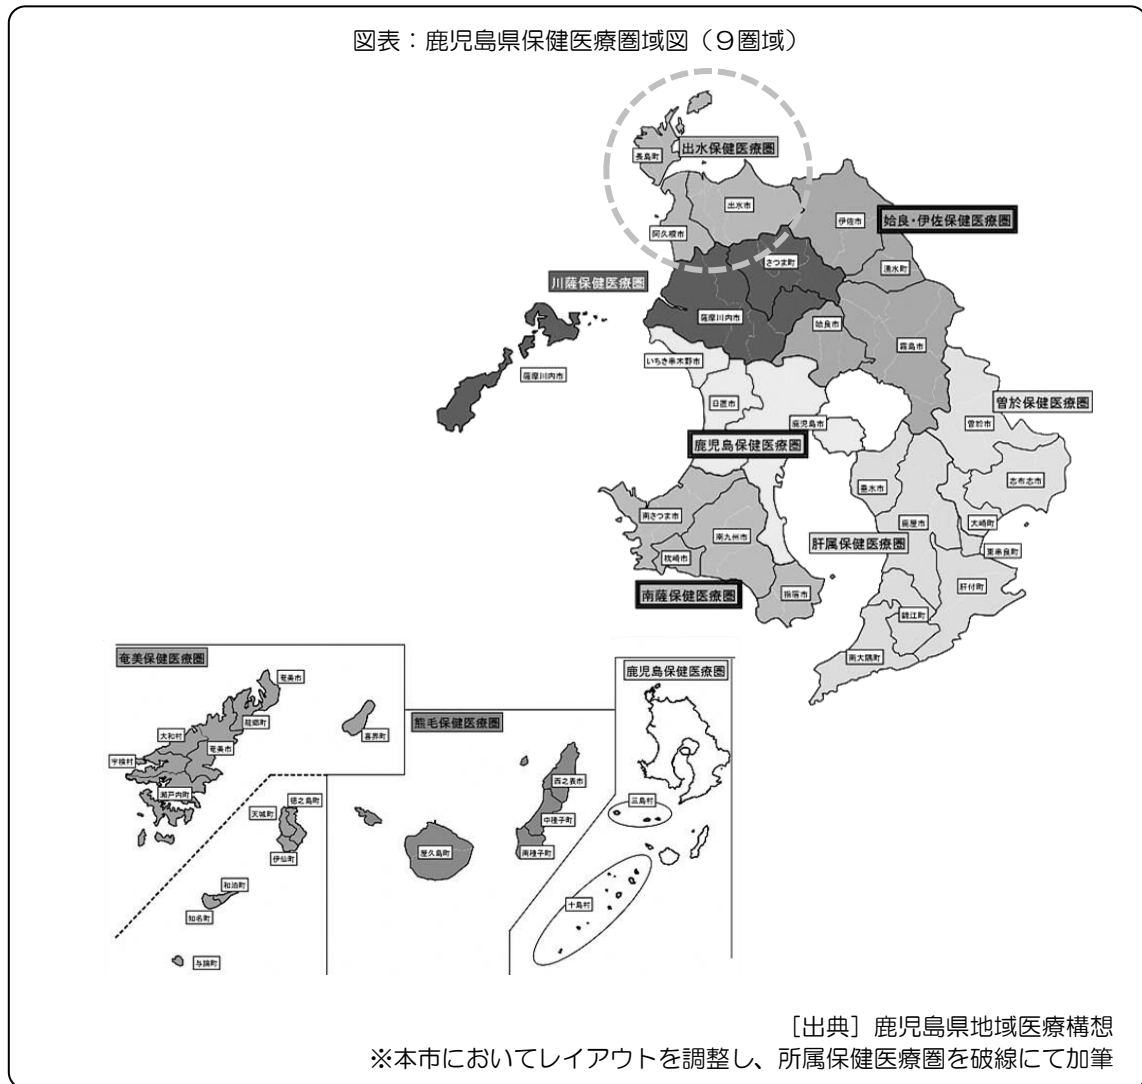 図表：鹿児島県保健医療圏域図（９圏域）
長島町
出水保健医療圏
出水市
阿久根市
伊佐市
姶良・伊佐保健医療圏
湧水町
さつま町
川薩保健医療圏
薩摩川内市
姶良市
霧島市
いちき串木野市
薩摩川内市
日置市
鹿児島市
曽於保健医療圏
曽於市
鹿児島保健医療圏
志布志市
垂水市
南さつま市
鹿屋市
大崎町
南九州市
肝属保健医療圏
東串良町
枕崎市
肝付町
南薩保健医療圏
指宿市
錦江町
南大隅町
奄美保健医療圏
奄美市
龍郷町
大和村
奄美市
宇検村
瀬戸内町
喜界町
徳之島町
天城町
伊仙町
和泊町
知名町
与論町
熊毛保健医療圏
西之表市
中種子町
南種子町
屋久島町
鹿児島保健医療圏
三島村
十島村
［出典］鹿児島県地域医療構想
※本市においてレイアウトを調整し、所属保健医療圏を破線にて加筆